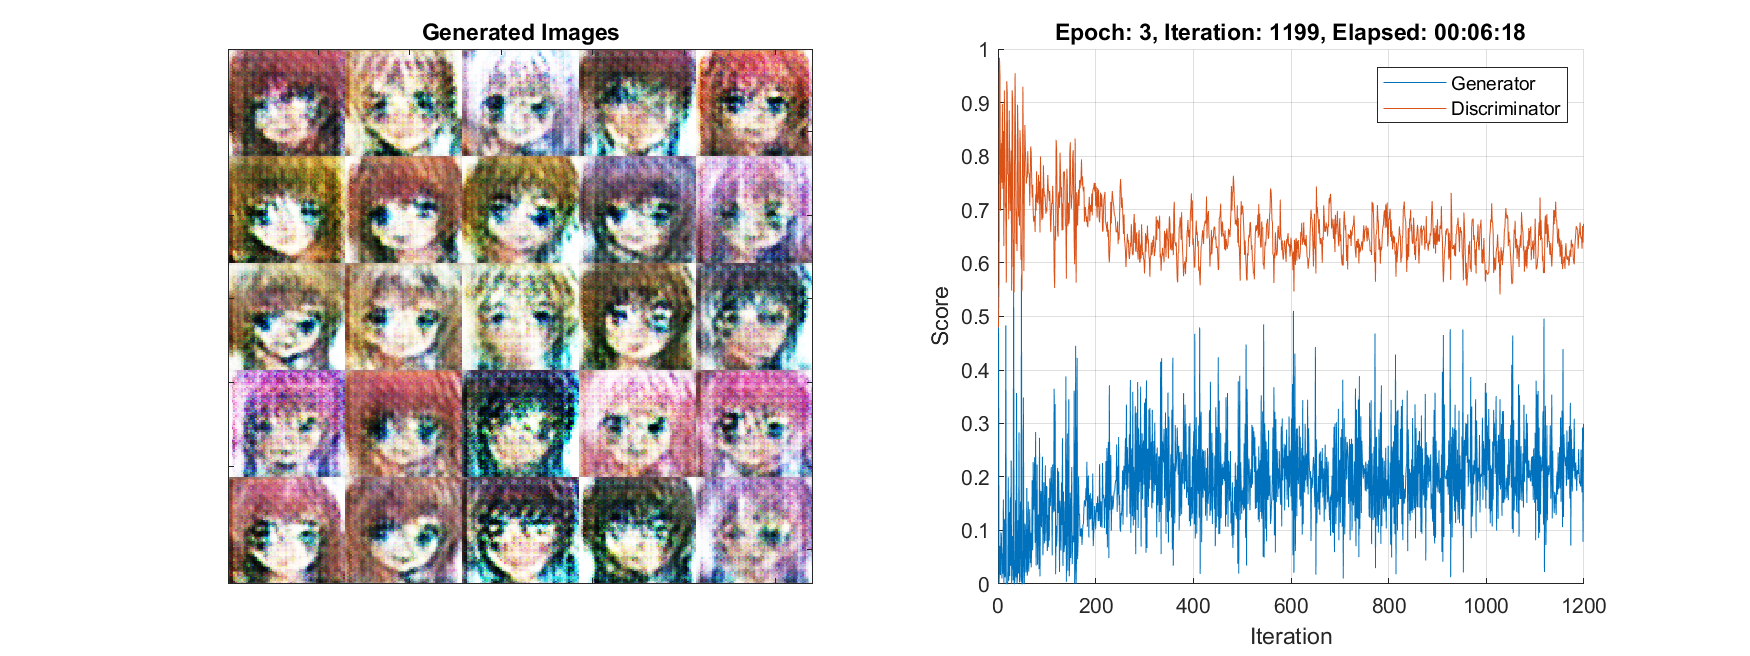 Generated Images
Epoch: 3, Iteration: 1199, Elapsed: 00:06:18
Generator
Discriminator
1
0.9
0.8
0.7
0.6
0.5
0.4
0.3
0.2
0.1
0
Score
0 200 400 600 800 1000 1200
Iteration